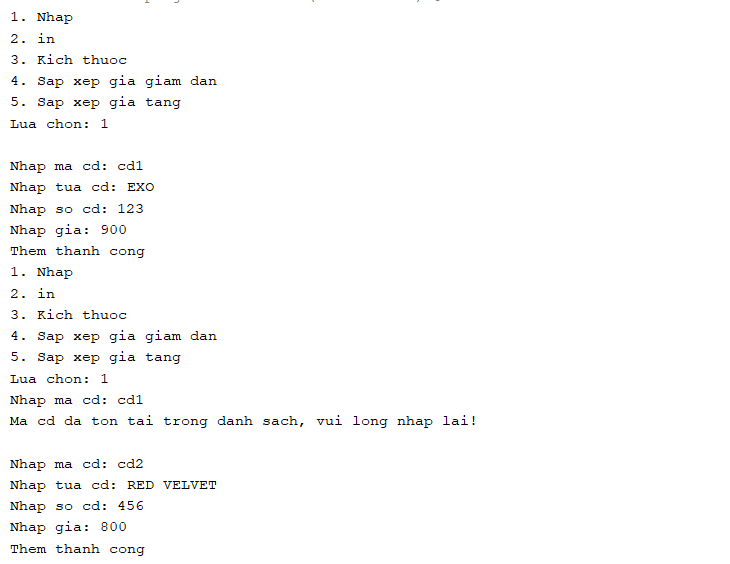 1. Nhap
2. in
3. Kich thuoc
4. Sap xep gia giam dan
5. Sap xep gia tang
Lua chon: 1
Nhap ma cd: cd1
Nhap tua cd: EXO
Nhap so cd: 123
Nhap gia: 900
Them thanh cong
1. Nhap
2. in
3. Kich thuoc
4. Sap xep gia giam dan
5. Sap xep gia tang
Lua chon: 1
Nhap ma cd: cd1
Ma cd da ton tai trong danh sach, vui long nhap lai!
Nhap ma cd: cd2
Nhap tua cd: RED VELVET
Nhap so cd: 456
Nhap gia: 800
Them thanh cong